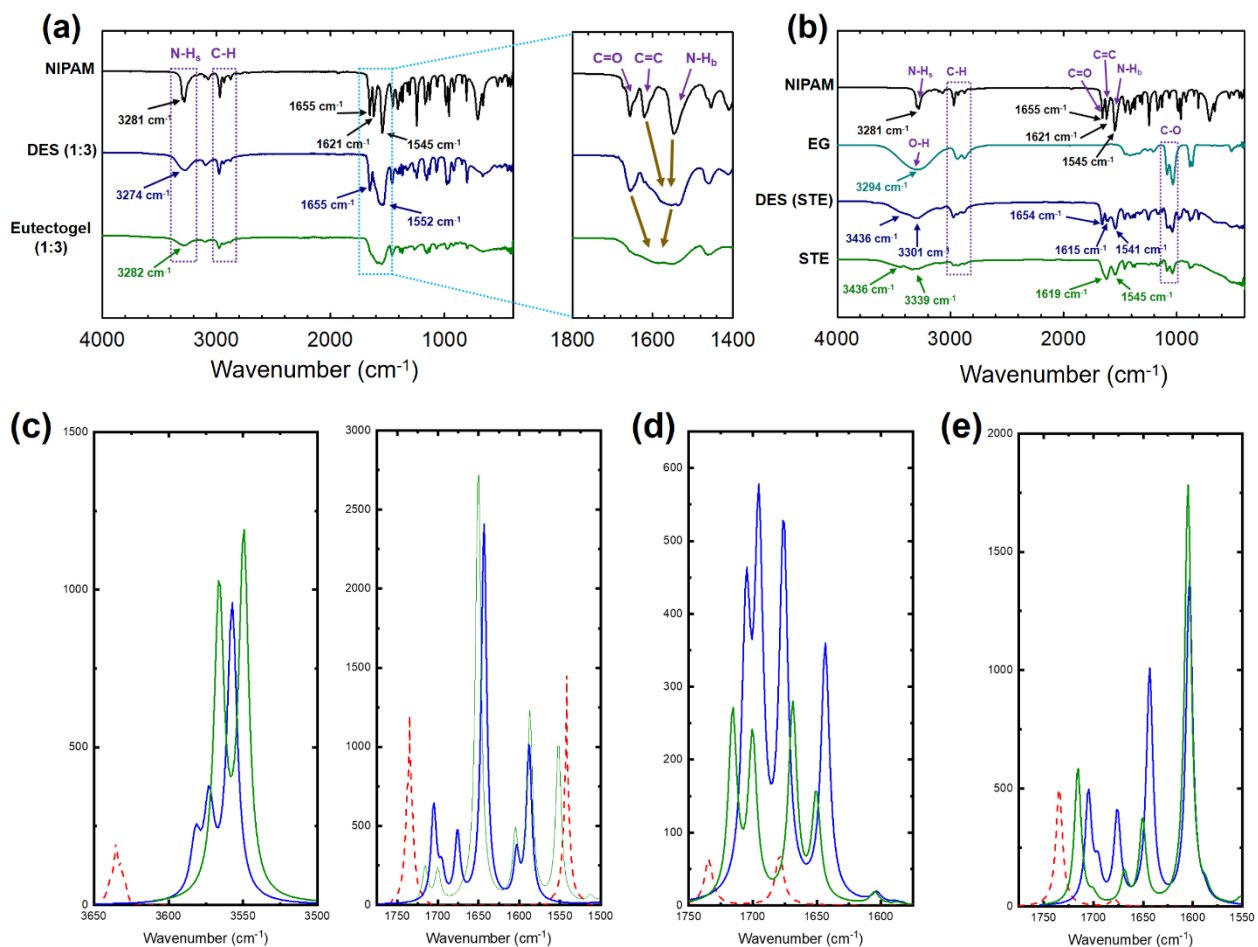 (a)
N-Hs
C-H
NIPAM
3281 cm-1
1655 cm-1
1621 cm-1
1545 cm-1
DES (1:3)
3274 cm-1
1655 cm-1
1552 cm-1
Eutectogel
(1:3)
3282 cm-1
4000
3000
2000
1000
Wavenumber (cm-1)
C=O
C=C
N-Hb
1800
1600
1400
(b)
NIPAM
N-Hs
C-H
C=O
C=C
N-Hb
3281 cm-1
1655 cm-1
1621 cm-1
1545 cm-1
C-O
EG
O-H
3294 cm-1
DES (STE)
3436 cm-1
3301 cm-1
1654 cm-1
1615 cm-1
1541 cm-1
STE
3436 cm-1
3339 cm-1
1619 cm-1
1545 cm-1
4000
3000
2000
1000
Wavenumber (cm-1)
(c)
1500
1000
500
0
3650
3600
3550
3500
Wavenumber (cm-1)
3000
2500
2000
1500
1000
500
0
1750
1700
1650
1600
1550
1500
Wavenumber (cm-1)
(d)
600
500
400
300
200
100
0
1750
1700
1650
1600
Wavenumber (cm-1)
(e)
2000
1500
1000
500
0
1750
1700
1650
1600
1550
Wavenumber (cm-1)